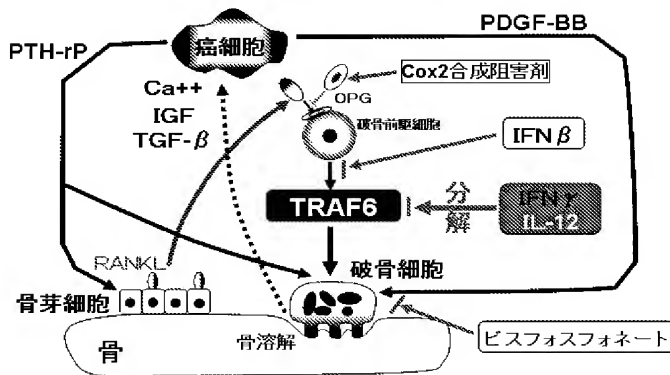 PDGF-BB
PTH-rP
癌細胞
Ca++
IGF
TGF-β
OPG
Cox2合成阻害剤
破骨前駆細胞
IFNβ
TRAF6
分解
IFNγ
IL-12
RANKL
骨芽細胞
破骨細胞
骨
骨溶解
ビスフォスフォネート